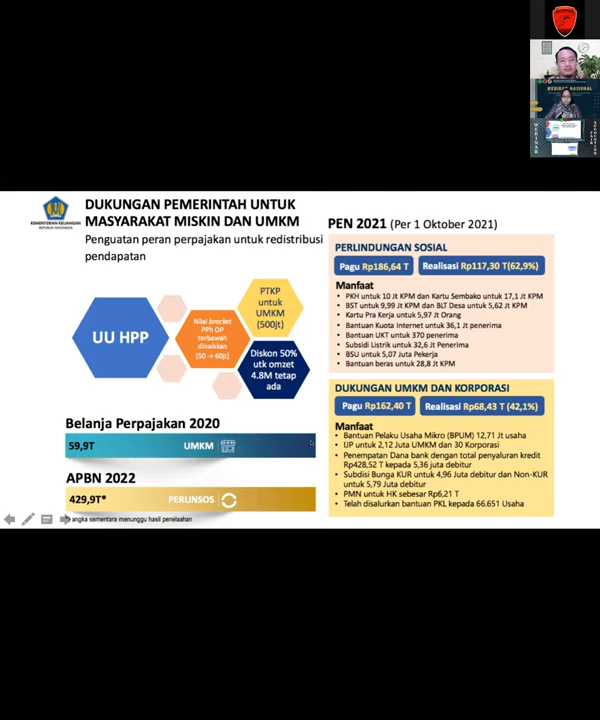 WEBINAR NASIONAL
WEBINAR
KEMENTERIAN KEUANGAN
REPUBLIK INDONESIA
DUKUNGAN PEMERINTAH UNTUK
MASYARAKAT MISKIN DAN UMKM
Penguatan peran perpajakan untuk redistribusi
pendapatan
UU HPP
Nilai bracket
PPh OP
terbawah
dinaikkan
(50 -> 60jt)
PTKP
untuk
UMKM
(500jt)
Diskon 50%
utk omzet
4.8M tetap
ada
Belanja Perpajakan 2020
59,9T UMKM
APBN 2022
429,9T* PERLINSOS
angka sementara menunggu hasil penelaahan
PEN 2021 (Per 1 Oktober 2021)
PERLINDUNGAN SOSIAL
Pagu Rp186,64 T Realisasi Rp117,30 T(62,9%)
Manfaat
• PKH untuk 10 Jt KPM dan Kartu Sembako untuk 17,1 Jt KPM
• BST untuk 9,99 Jt KPM dan BLT Desa untuk 5,62 Jt KPM
• Kartu Pra Kerja untuk 5,97 Jt Orang
• Bantuan Kuota Internet untuk 36,1 Jt penerima
• Bantuan UKT untuk 370 penerima
• Subsidi Listrik untuk 32,6 Jt Penerima
• BSU untuk 5,07 Juta Pekerja
• Bantuan beras untuk 28,8 Jt KPM
DUKUNGAN UMKM DAN KORPORASI
Pagu Rp162,40 T Realisasi Rp68,43 T (42,1%)
Manfaat
• Bantuan Pelaku Usaha Mikro (BPUM) 12,71 Jt usaha
• IJP untuk 2,12 Juta UMKM dan 30 Korporasi
• Penempatan Dana bank dengan total penyaluran kredit
Rp428,52 T kepada 5,36 juta debitur
• Subdisi Bunga KUR untuk 4,96 Juta debitur dan Non-KUR
untuk 5,79 Juta debitur
• PMN untuk HK sebesar Rp6,21 T
• Telah disalurkan bantuan PKL kepada 66.651 Usaha